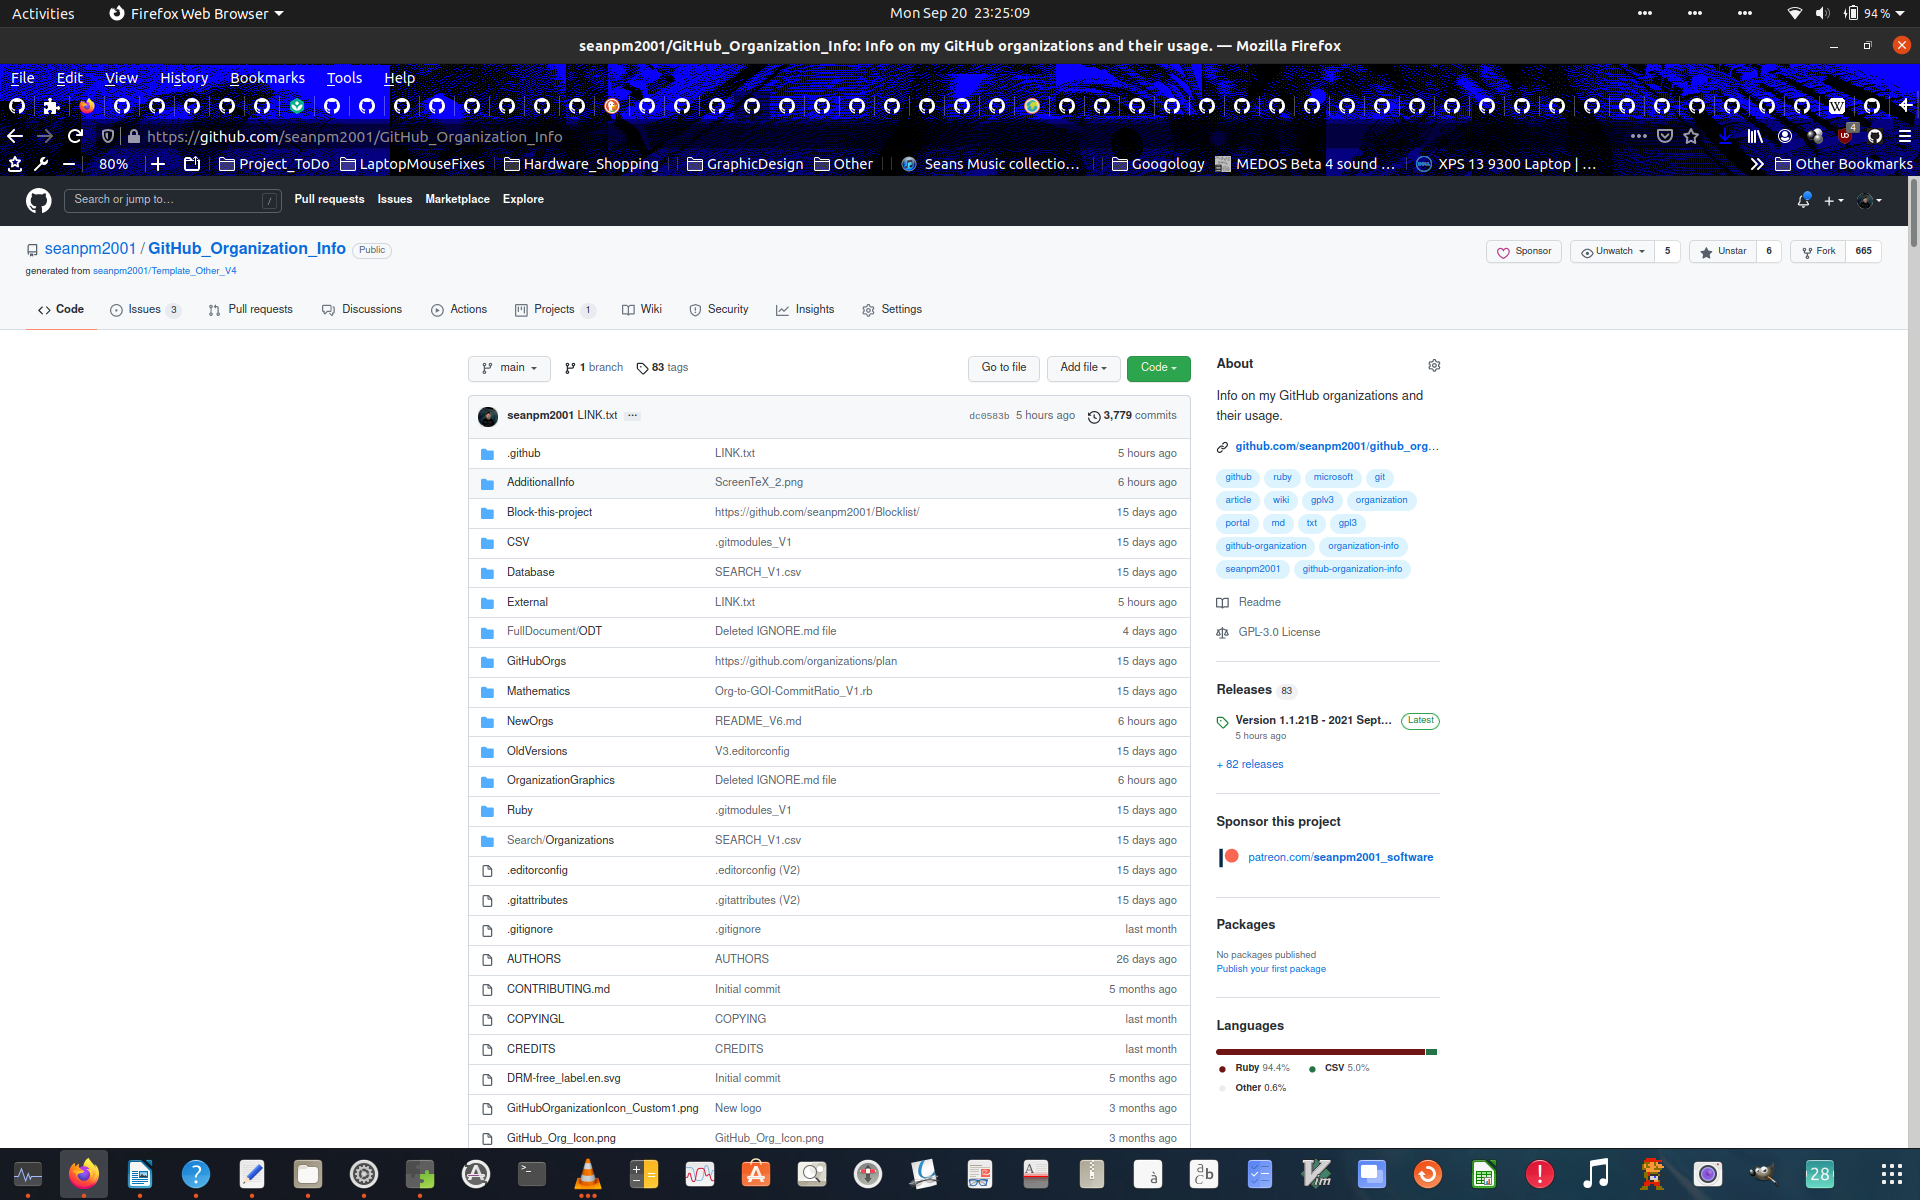 Activities
Firefox Web Browser
Mon Sep 20 23:25:09
94 %
seanpm2001/GitHub_Organization_Info: Info on my GitHub organizations and their usage. — Mozilla Firefox
File Edit View History Bookmarks Tools Help
https://github.com/seanpm2001/GitHub_Organization_Info
4
80%
Project_ToDo
LaptopMouseFixes
Hardware_Shopping
GraphicDesign
Other
Seans Music collectio…
Googology
MEDOS Beta 4 sound …
XPS 13 9300 Laptop | …
Other Bookmarks
Search or jump to…
/
Pull requests Issues Marketplace Explore
seanpm2001 / GitHub_Organization_Info
Public
generated from seanpm2001/Template_Other_V4
Sponsor
Unwatch 5
Unstar 6
Fork 665
Code
Issues 3
Pull requests
Discussions
Actions
Projects 1
Wiki
Security
Insights
Settings
main
1 branch
83 tags
Go to file
Add file
Code
seanpm2001 LINK.txt ...
dc0583b 5 hours ago
3,779 commits
.github LINK.txt 5 hours ago
AdditionalInfo ScreenTeX_2.png 6 hours ago
Block-this-project https://github.com/seanpm2001/Blocklist/ 15 days ago
CSV .gitmodules_V1 15 days ago
Database SEARCH_V1.csv 15 days ago
External LINK.txt 5 hours ago
FullDocument/ODT Deleted IGNORE.md file 4 days ago
GitHubOrgs https://github.com/organizations/plan 15 days ago
Mathematics Org-to-GOI-CommitRatio_V1.rb 15 days ago
NewOrgs README_V6.md 6 hours ago
OldVersions V3.editorconfig 15 days ago
OrganizationGraphics Deleted IGNORE.md file 6 hours ago
Ruby .gitmodules_V1 15 days ago
Search/Organizations SEARCH_V1.csv 15 days ago
.editorconfig .editorconfig (V2) 15 days ago
.gitattributes .gitattributes (V2) 15 days ago
.gitignore .gitignore last month
AUTHORS AUTHORS 26 days ago
CONTRIBUTING.md Initial commit 5 months ago
COPYINGL COPYING last month
CREDITS CREDITS last month
DRM-free_label.en.svg Initial commit 5 months ago
GitHubOrganizationIcon_Custom1.png New logo 3 months ago
GitHub_Org_Icon.png GitHub_Org_Icon.png 3 months ago
About
Info on my GitHub organizations and
their usage.
github.com/seanpm2001/github_org…
github ruby microsoft git
article wiki gplv3 organization
portal md txt gpl3
github-organization organization-info
seanpm2001 github-organization-info
Readme
GPL-3.0 License
Releases 83
Version 1.1.21B - 2021 Sept... Latest
5 hours ago
+ 82 releases
Sponsor this project
patreon.com/seanpm2001_software
Packages
No packages published
Publish your first package
Languages
Ruby 94.4% CSV 5.0%
Other 0.6%
28